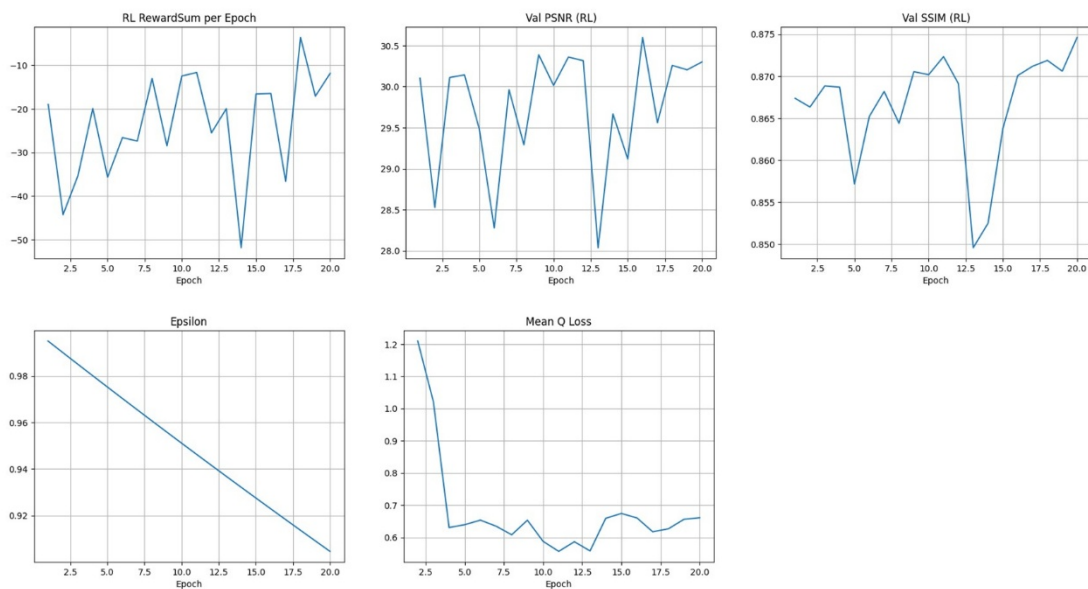 RL RewardSum per Epoch
−10
−20
−30
−40
−50
2.5 5.0 7.5 10.0 12.5 15.0 17.5 20.0
Epoch
Val PSNR (RL)
30.5
30.0
29.5
29.0
28.5
28.0
2.5 5.0 7.5 10.0 12.5 15.0 17.5 20.0
Epoch
Val SSIM (RL)
0.875
0.870
0.865
0.860
0.855
0.850
2.5 5.0 7.5 10.0 12.5 15.0 17.5 20.0
Epoch
Epsilon
0.98
0.96
0.94
0.92
2.5 5.0 7.5 10.0 12.5 15.0 17.5 20.0
Epoch
Mean Q Loss
1.2
1.1
1.0
0.9
0.8
0.7
0.6
2.5 5.0 7.5 10.0 12.5 15.0 17.5 20.0
Epoch